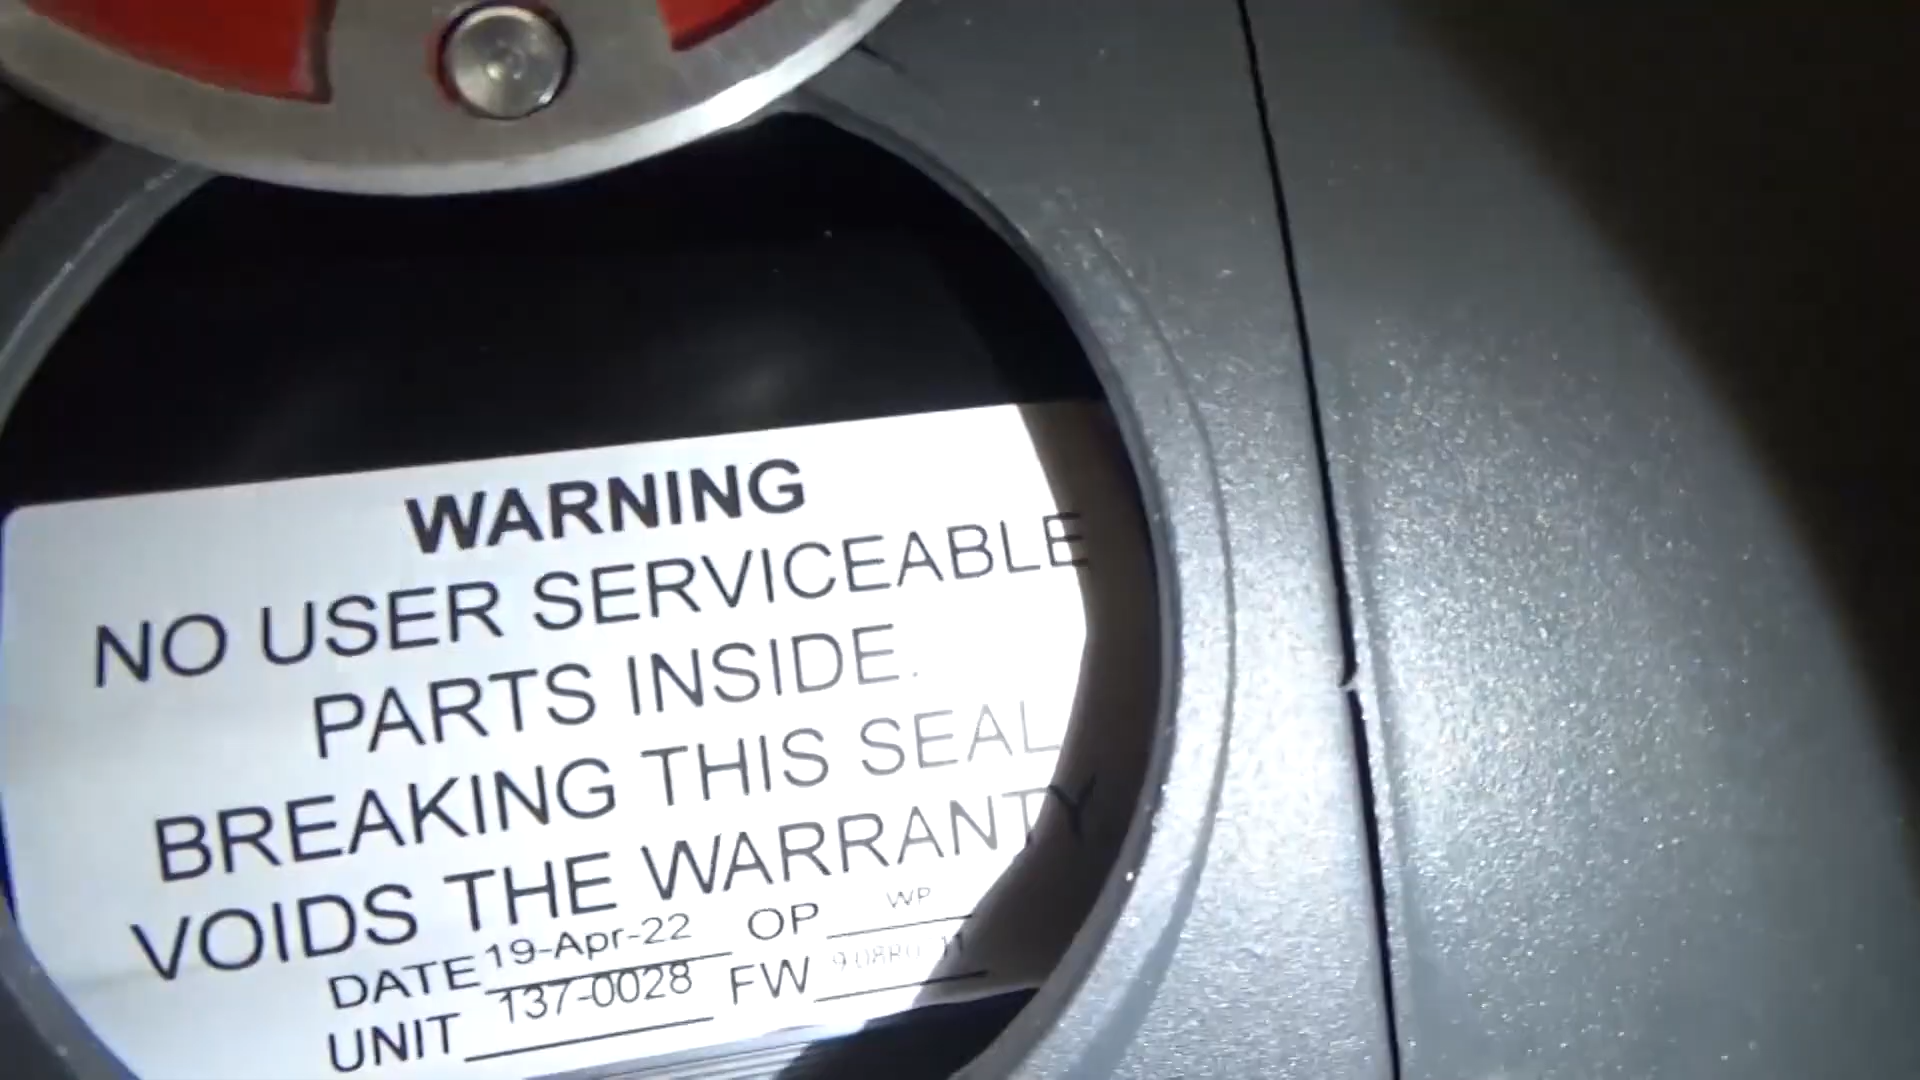 WARNING
NO USER SERVICEABLE
PARTS INSIDE.
BREAKING THIS SEAL
VOIDS THE WARRANTY
DATE 19-Apr-22 OP WP
UNIT 137-0028 FW